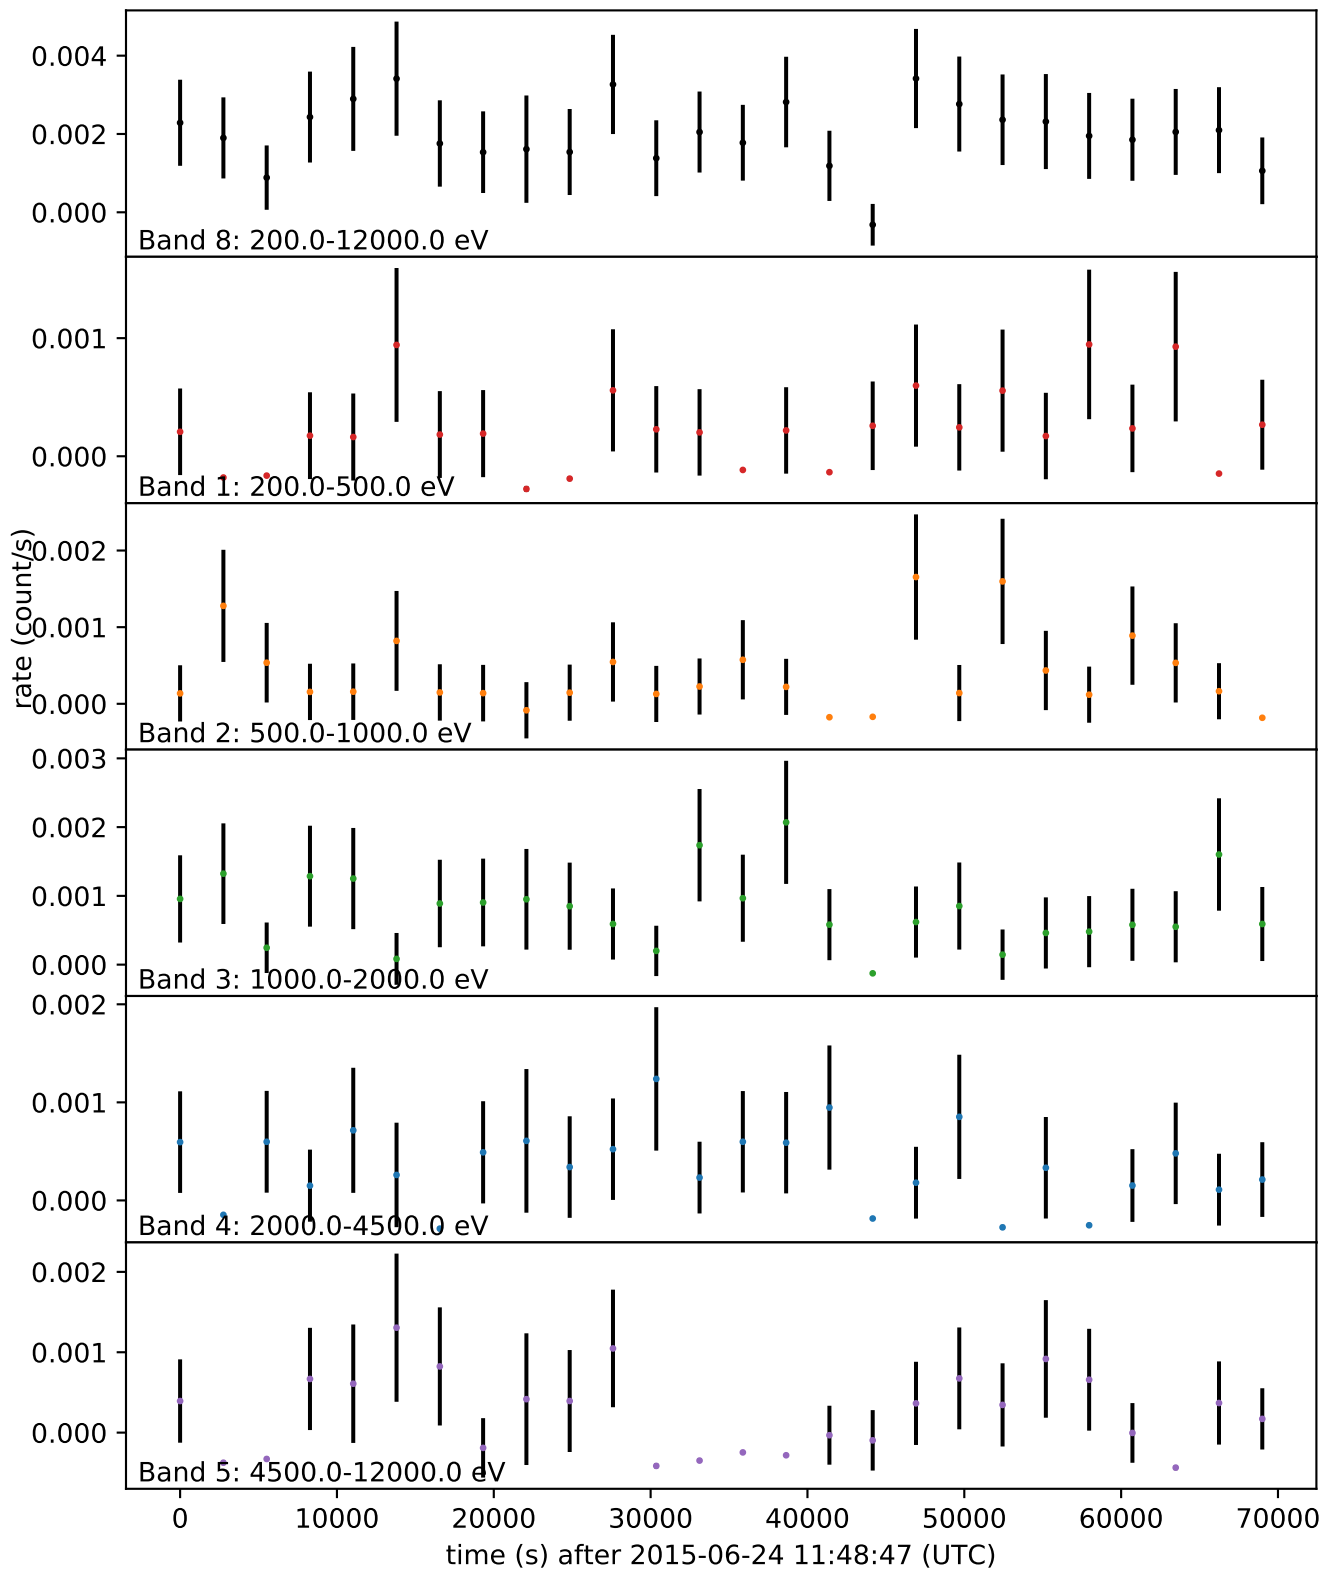 0.004
0.002
0.000
Band 8: 200.0-12000.0 eV
0.001
0.000
Band 1: 200.0-500.0 eV
rate (count/s)
0.002
0.001
0.000
Band 2: 500.0-1000.0 eV
0.003
0.002
0.001
0.000
Band 3: 1000.0-2000.0 eV
0.002
0.001
0.000
Band 4: 2000.0-4500.0 eV
0.002
0.001
0.000
Band 5: 4500.0-12000.0 eV
0 10000 20000 30000 40000 50000 60000 70000
time (s) after 2015-06-24 11:48:47 (UTC)